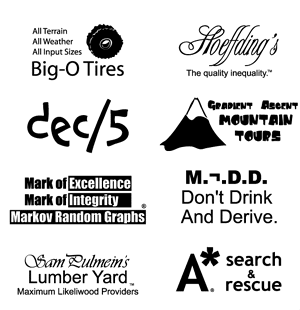 All Terrain
All Weather
All Input Sizes
Big-O Tires
Hoeffding's
The quality inequality.™
dec/5
Gradient Ascent
MOUNTAIN
TOURS
Mark of Excellence
Mark of Integrity
Markov Random Graphs®
M.¬.D.D.
Don't Drink
And Derive.
Sam Pulmein's
Lumber Yard™
Maximum Likeliwood Providers
A*® search
&
rescue